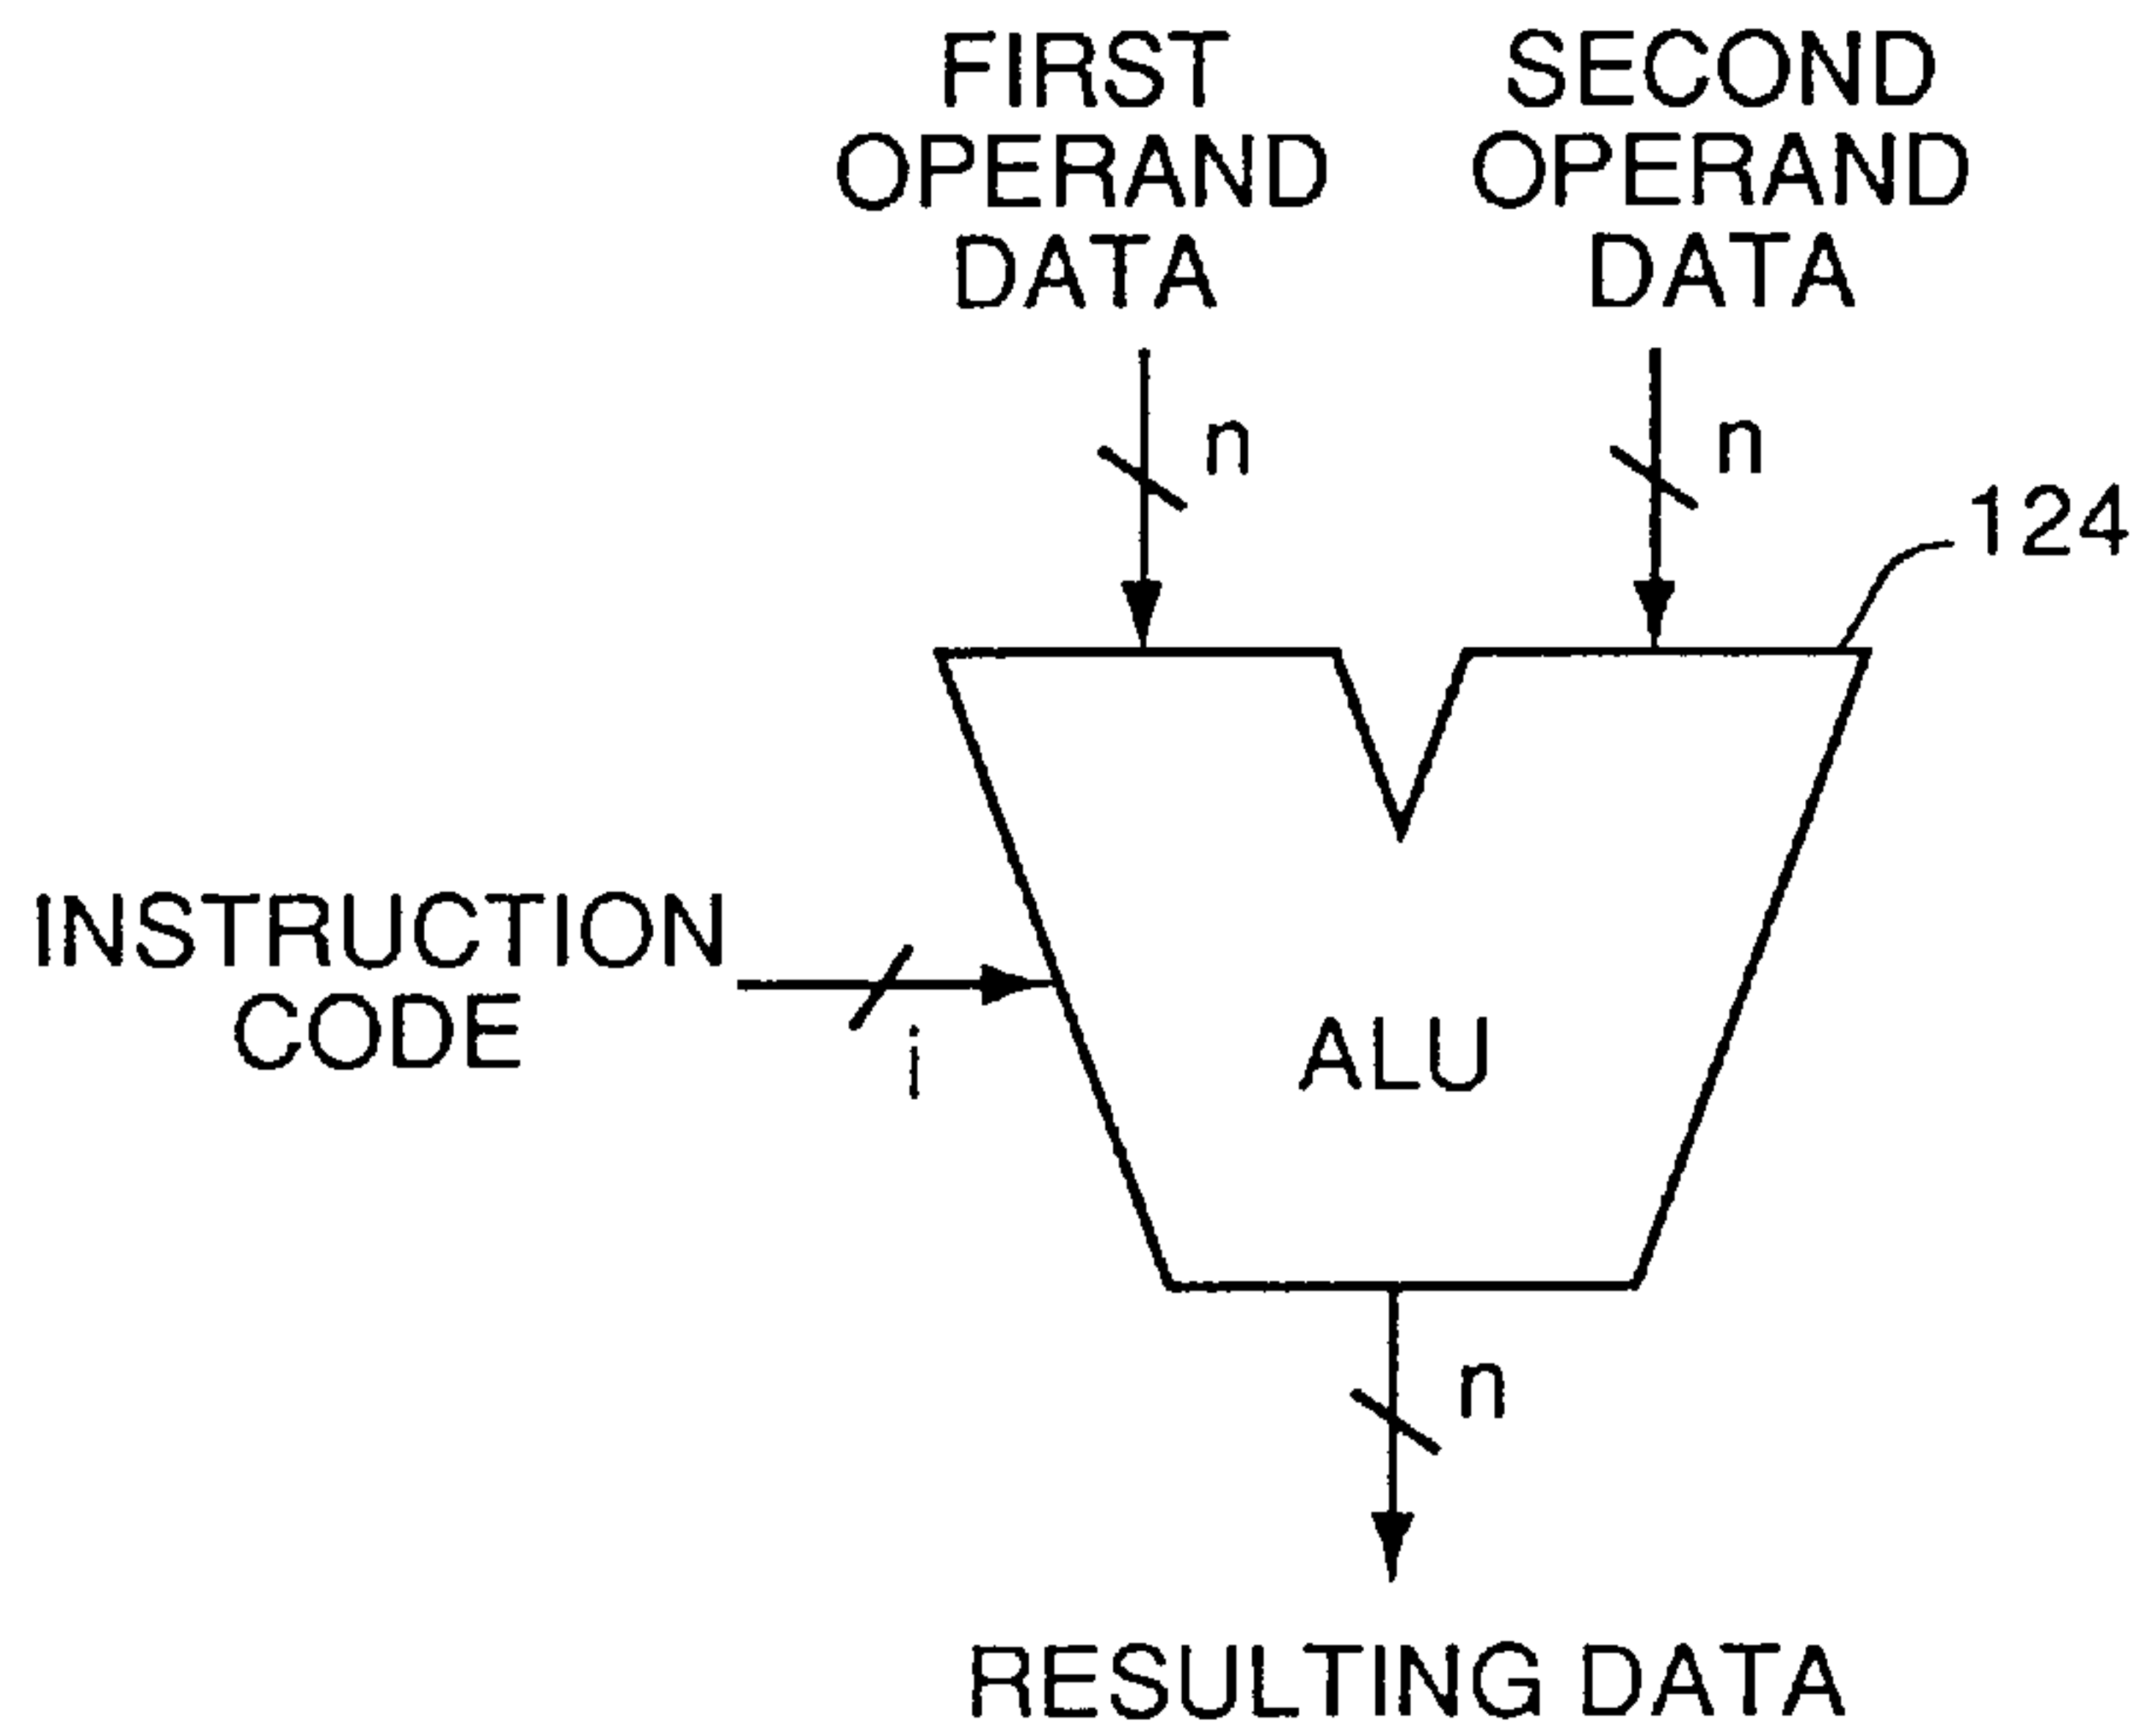 FIRST
OPERAND
DATA
SECOND
OPERAND
DATA
n
n
124
INSTRUCTION
CODE
i
ALU
n
RESULTING DATA